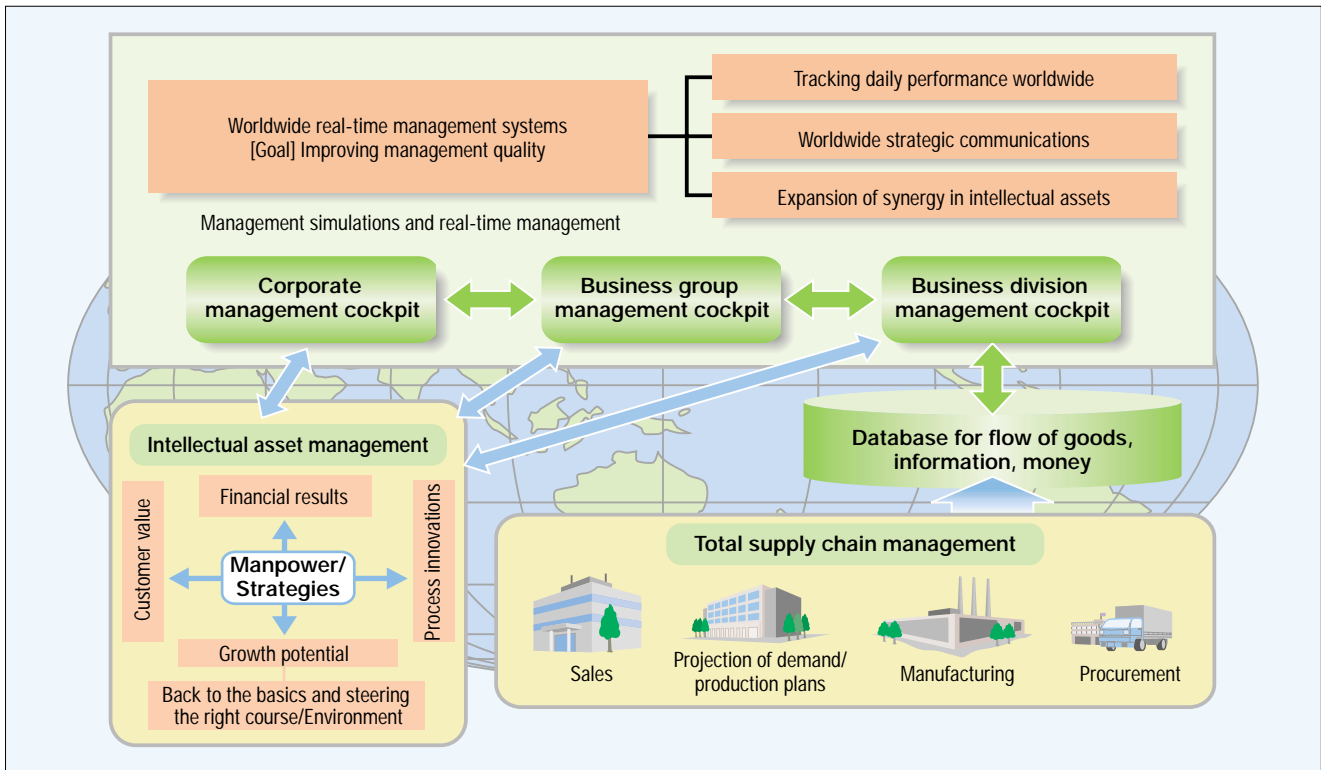 Worldwide real-time management systems
[Goal] Improving management quality
Tracking daily performance worldwide
Worldwide strategic communications
Expansion of synergy in intellectual assets
Management simulations and real-time management
Corporate
management cockpit
Business group
management cockpit
Business division
management cockpit
Intellectual asset management
Financial results
Customer value
Manpower/
Strategies
Process innovations
Growth potential
Back to the basics and steering
the right course/Environment
Database for flow of goods,
information, money
Total supply chain management
Sales
Projection of demand/
production plans
Manufacturing
Procurement